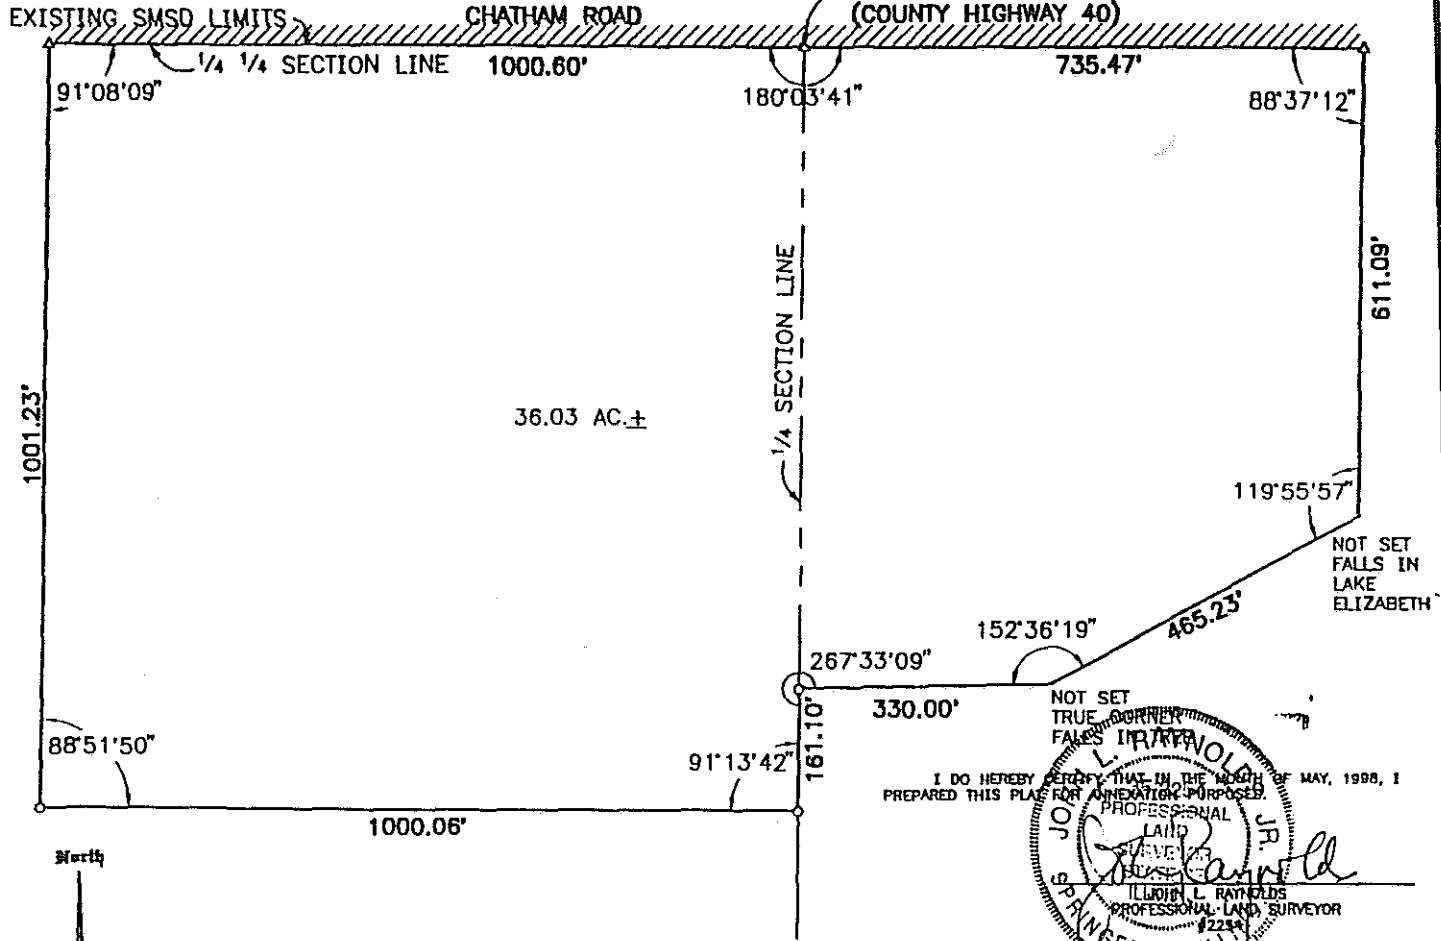 EXISTING SMSD LIMITS
CHATHAM ROAD
(COUNTY HIGHWAY 40)
1/4 1/4 SECTION LINE
1000.60'
735.47'
91°08'09"
180°03'41"
88°37'12"
1/4 SECTION LINE
611.09'
1001.23'
36.03 AC.±
119°55'57"
NOT SET
FALLS IN
LAKE
ELIZABETH
465.23'
152°36'19"
267°33'09"
330.00'
NOT SET
TRUE CORNER
FALLS IN TREE
161.10'
88°51'50"
91°13'42"
1000.06'
I DO HEREBY CERTIFY THAT IN THE MONTH OF MAY, 1998, I
PREPARED THIS PLAT FOR ANNEXATION PURPOSES.
JOHN L. RAYNOLDS JR.
PROFESSIONAL
LAND
SURVEYOR
JOHN L. RAYNOLDS
PROFESSIONAL LAND SURVEYOR
North